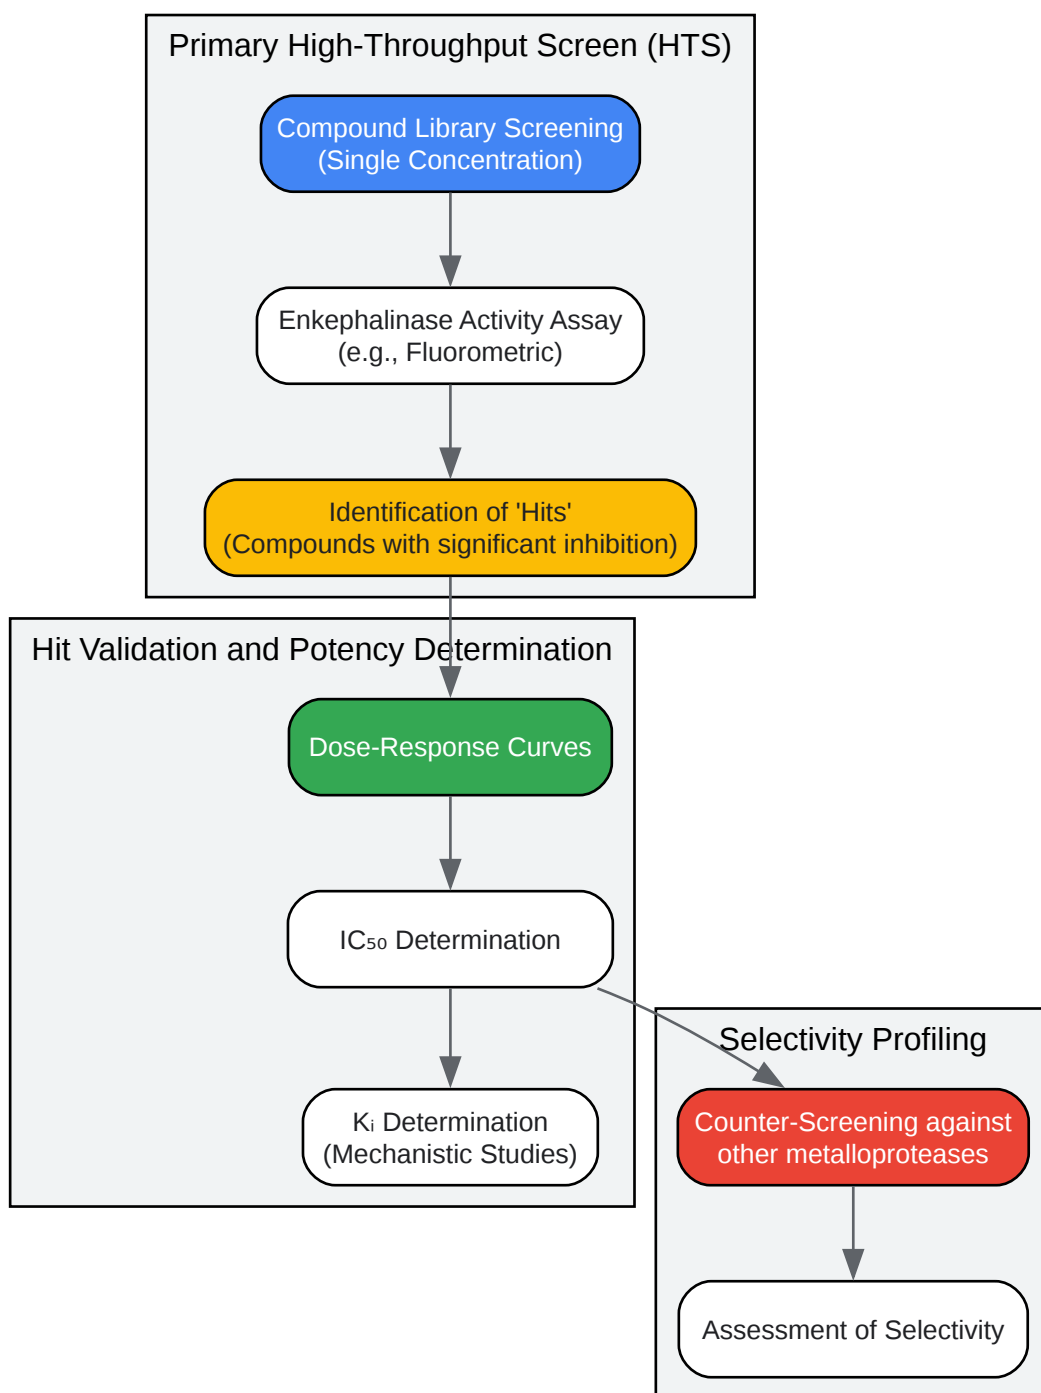 Primary High-Throughput Screen (HTS)
Compound Library Screening
(Single Concentration)
Enkephalinase Activity Assay
(e.g., Fluorometric)
Identification of 'Hits'
(Compounds with significant inhibition)
Hit Validation and Potency Determination
Dose-Response Curves
IC₅₀ Determination
Kᵢ Determination
(Mechanistic Studies)
Selectivity Profiling
Counter-Screening against
other metalloproteases
Assessment of Selectivity